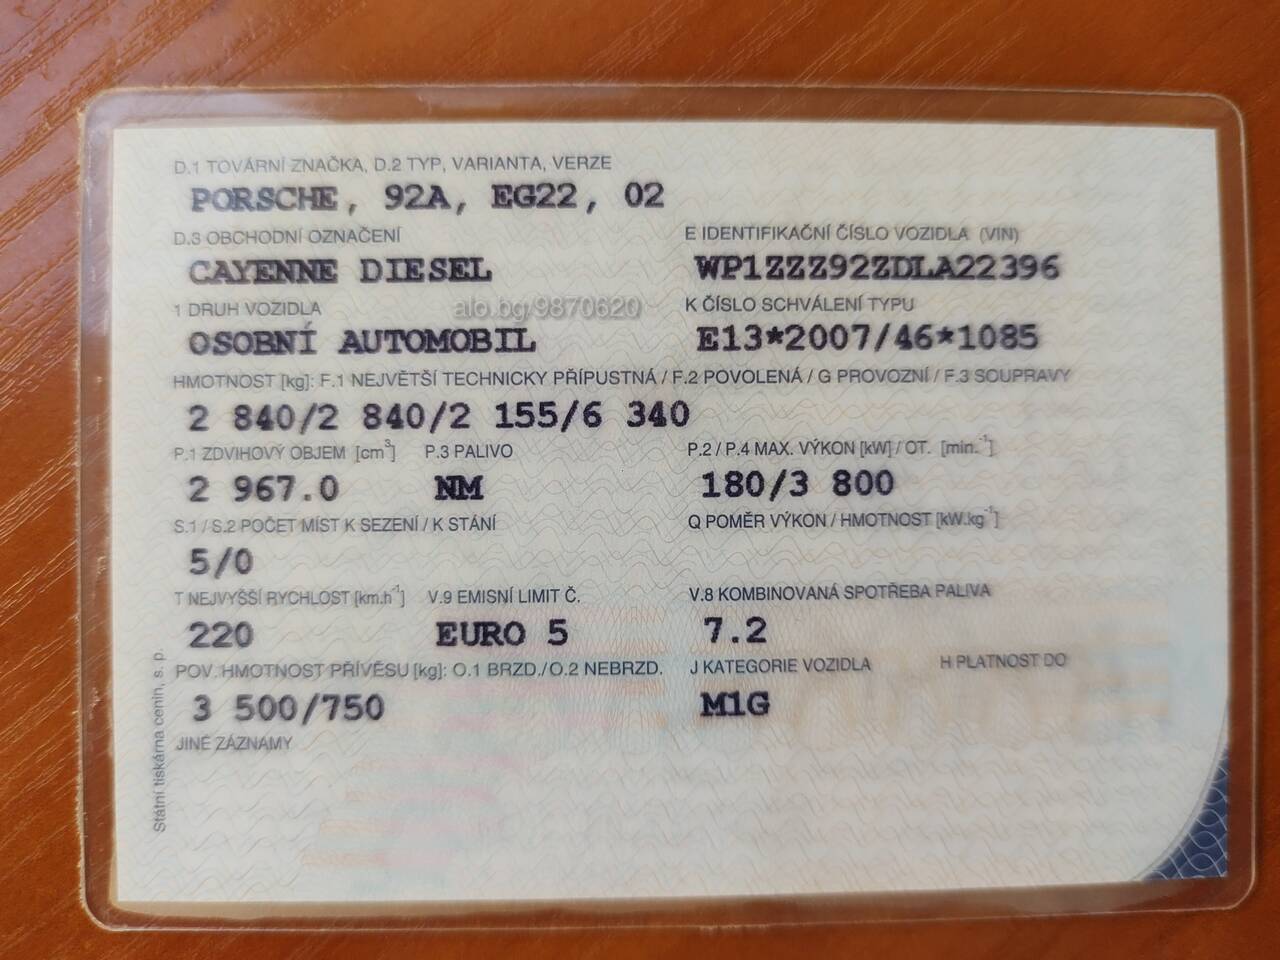 D.1 TOVÁRNÍ ZNAČKA, D.2 TYP, VARIANTA, VERZE
PORSCHE, 92A, EG22, 02
D.3 OBCHODNÍ OZNAČENÍ E IDENTIFIKAČNÍ ČÍSLO VOZIDLA (VIN)
CAYENNE DIESEL WP1ZZZ92ZDLA22396
1 DRUH VOZIDLA alo.bg/9870620 K ČÍSLO SCHVÁLENÍ TYPU
OSOBNÍ AUTOMOBIL E13*2007/46*1085
HMOTNOST [kg]: F.1 NEJVĚTŠÍ TECHNICKY PŘÍPUSTNÁ / F.2 POVOLENÁ / G PROVOZNÍ / F.3 SOUPRAVY
2 840/2 840/2 155/6 340
P.1 ZDVIHOVÝ OBJEM [cm³] P.3 PALIVO P.2 / P.4 MAX. VÝKON [kW] / OT. [min.⁻¹]
2 967.0 NM 180/3 800
S.1 / S.2 POČET MÍST K SEZENÍ / K STÁNÍ Q POMĚR VÝKON / HMOTNOST [kW.kg⁻¹]
5/0
T NEJVYŠŠÍ RYCHLOST [km.h⁻¹] V.9 EMISNÍ LIMIT Č. V.8 KOMBINOVANÁ SPOTŘEBA PALIVA
220 EURO 5 7.2
POV. HMOTNOST PŘÍVĚSU [kg]: O.1 BRZD./O.2 NEBRZD. J KATEGORIE VOZIDLA H PLATNOST DO
3 500/750 M1G
JINÉ ZÁZNAMY
Státní tiskárna cenin, s. p.